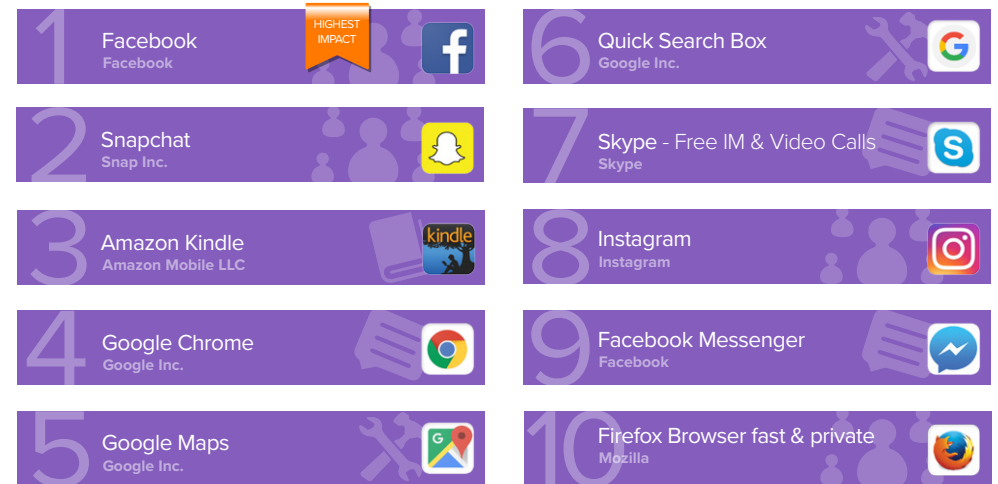 1
Facebook
Facebook
HIGHEST
IMPACT
f
2
Snapchat
Snap Inc.
3
Amazon Kindle
Amazon Mobile LLC
kindle
4
Google Chrome
Google Inc.
5
Google Maps
Google Inc.
G
6
Quick Search Box
Google Inc.
G
7
Skype - Free IM & Video Calls
Skype
S
8
Instagram
Instagram
9
Facebook Messenger
Facebook
10
Firefox Browser fast & private
Mozilla